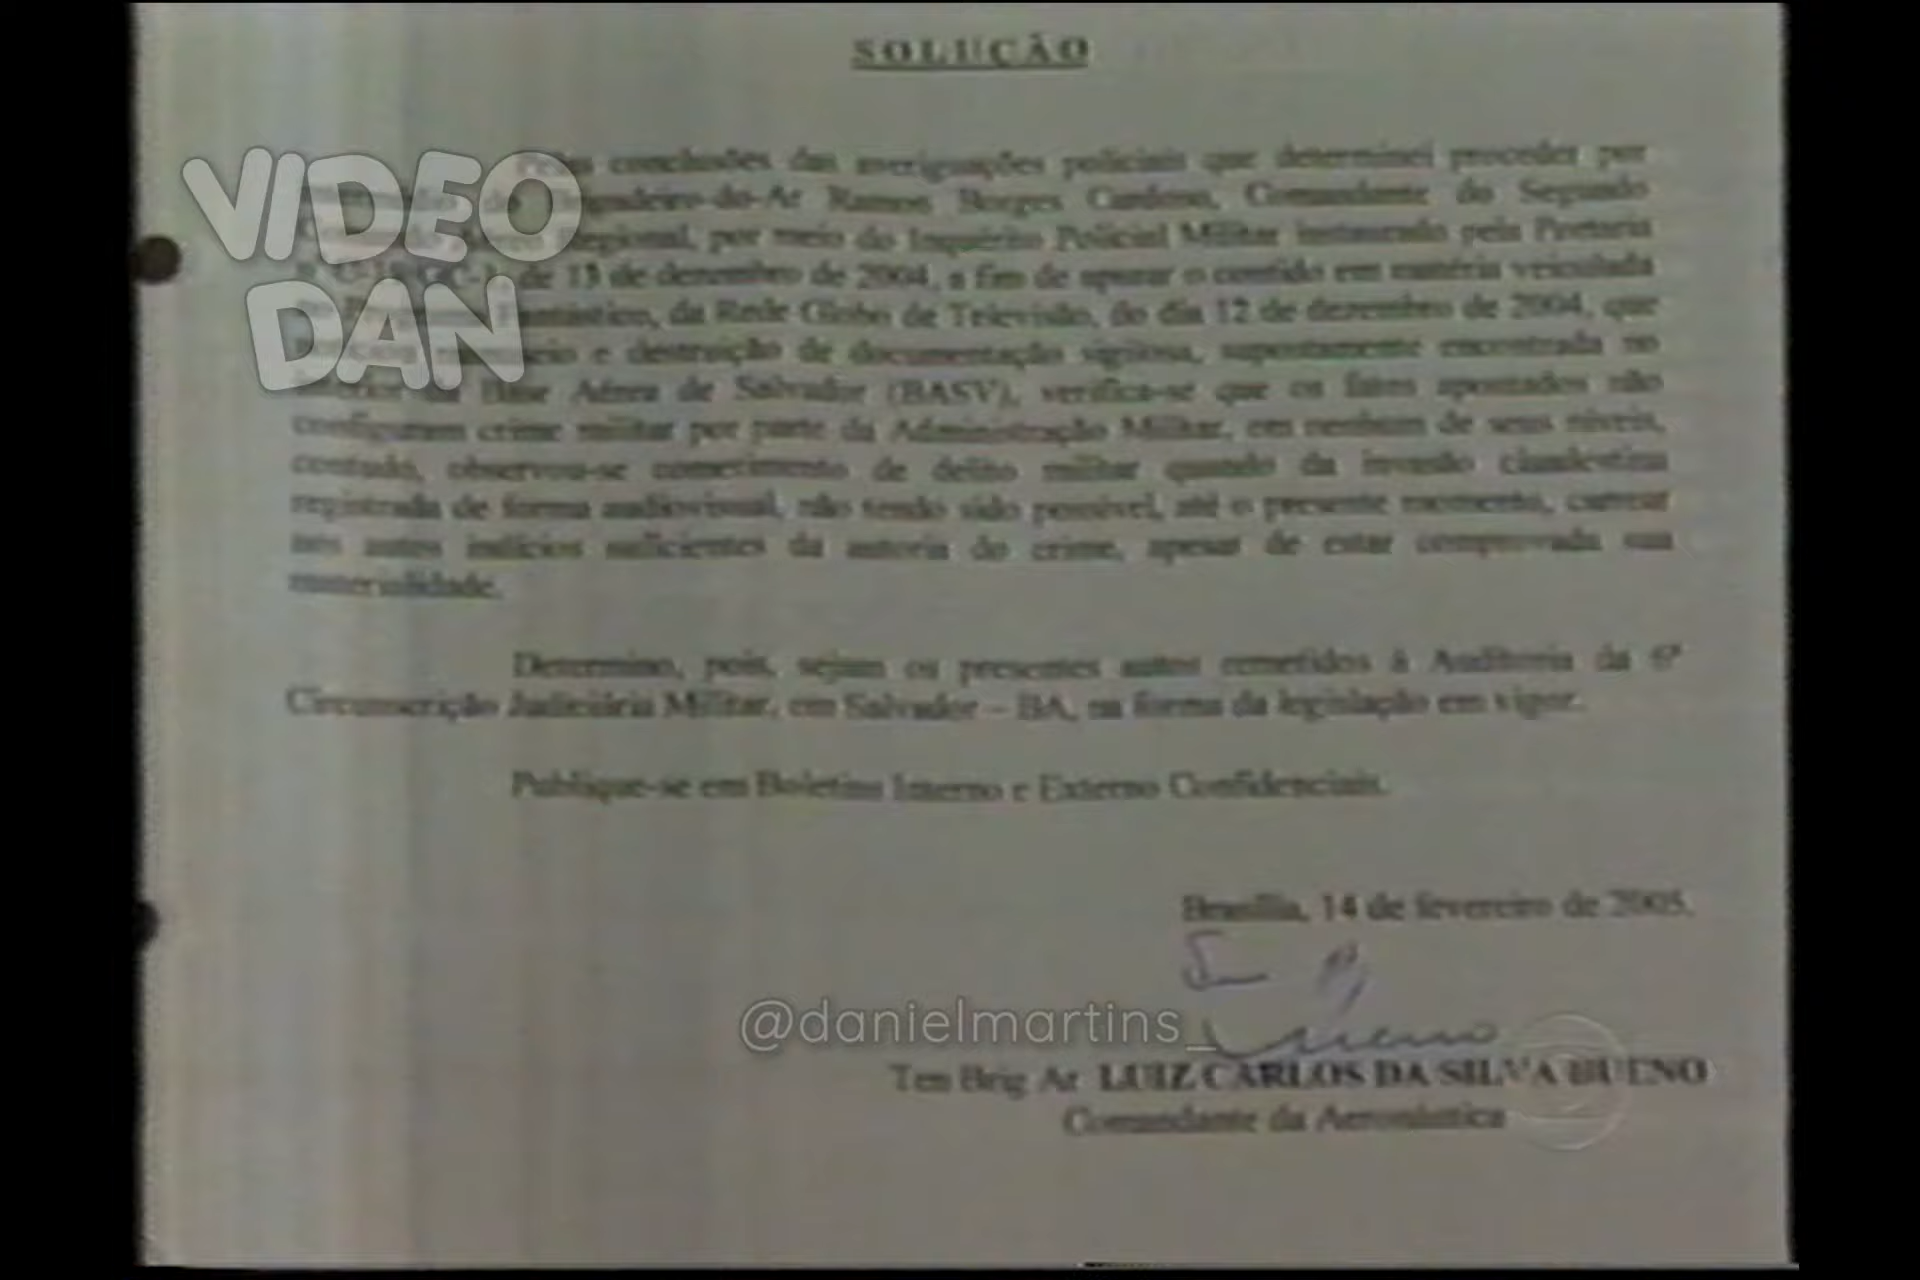 SOLUÇÃO
VIDEO
DAN
conclusões das averiguações policiais que determinei proceder por
do-Ar Ramos Borges Cardoso, Comandante do Segundo
Regional, por meio do Inquérito Policial Militar instaurado pela Portaria
de 13 de dezembro de 2004, a fim de apurar o contido em matéria veiculada
Fantástico, da Rede Globo de Televisão, do dia 12 de dezembro de 2004, que
e destruição de documentação sigilosa, supostamente encontrada no
Base Aérea de Salvador (BASV), verifica-se que os fatos apontados não
configuram crime militar por parte da Administração Militar, em nenhum de seus níveis,
contudo, observou-se cometimento de delito militar quando da invasão clandestina
registrada de forma audiovisual, não tendo sido possível, até o presente momento, carrear
aos autos indícios suficientes da autoria do crime, apesar de estar comprovada sua
materialidade.
Determino, pois, sejam os presentes autos remetidos à Auditoria da 6ª
Circunscrição Judiciária Militar, em Salvador – BA, na forma da legislação em vigor.
Publique-se em Boletins Interno e Externo Confidenciais.
Brasília, 14 de fevereiro de 2005.
@danielmartins_
Ten Brig Ar LUIZ CARLOS DA SILVA BUENO
Comandante da Aeronáutica